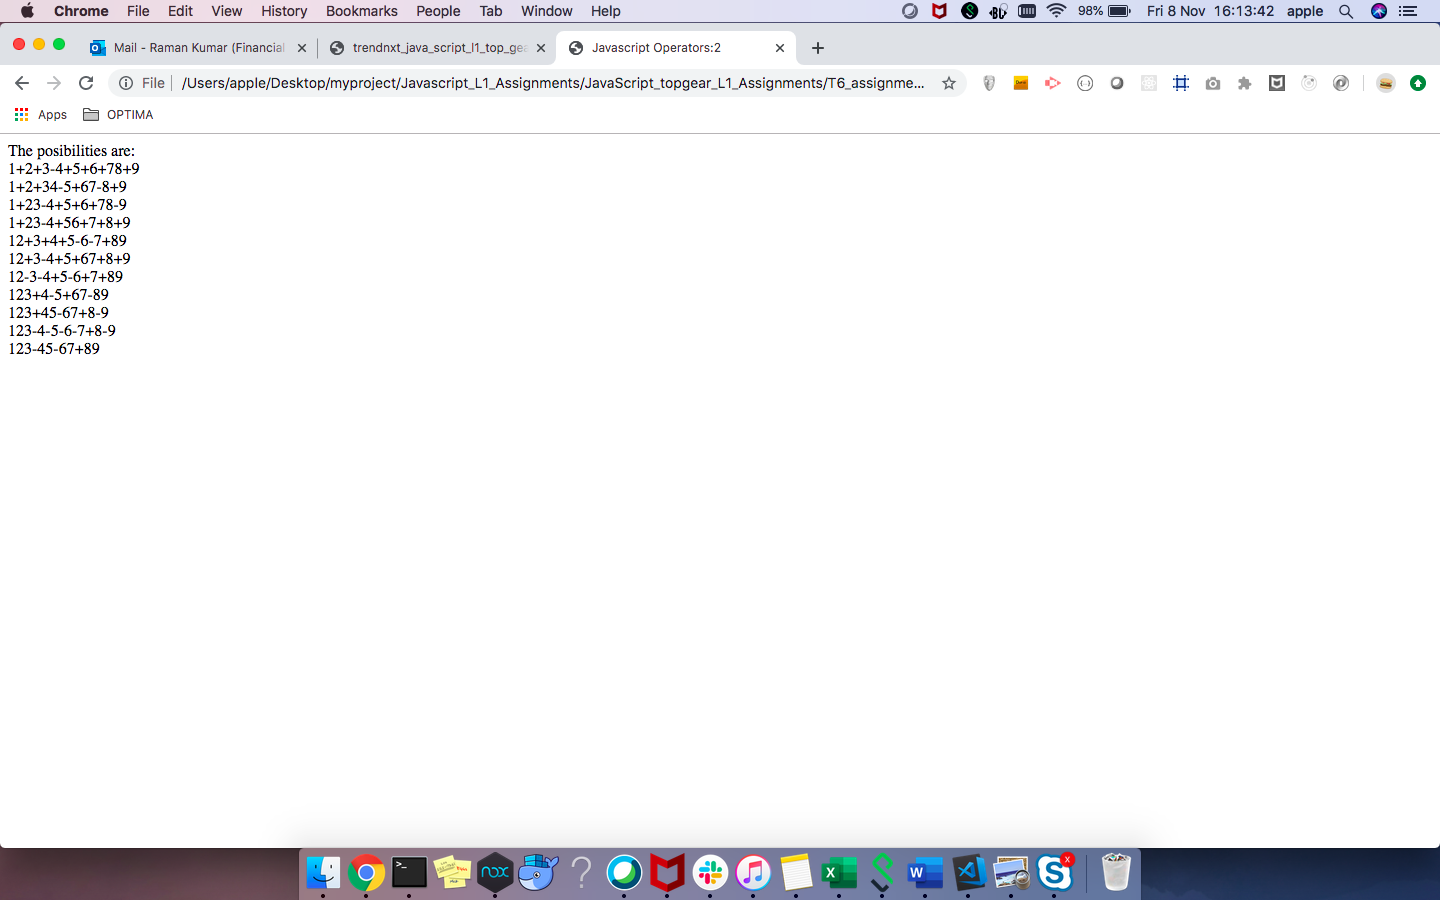 Chrome File Edit View History Bookmarks People Tab Window Help 98% Fri 8 Nov 16:13:42 apple
Mail - Raman Kumar (Financial trendnxt_java_script_l1_top_gea Javascript Operators:2
File /Users/apple/Desktop/myproject/Javascript_L1_Assignments/JavaScript_topgear_L1_Assignments/T6_assignme...
Apps OPTIMA
The posibilities are:
1+2+3-4+5+6+78+9
1+2+34-5+67-8+9
1+23-4+5+6+78-9
1+23-4+56+7+8+9
12+3+4+5-6-7+89
12+3-4+5+67+8+9
12-3-4+5-6+7+89
123+4-5+67-89
123+45-67+8-9
123-4-5-6-7+8-9
123-45-67+89